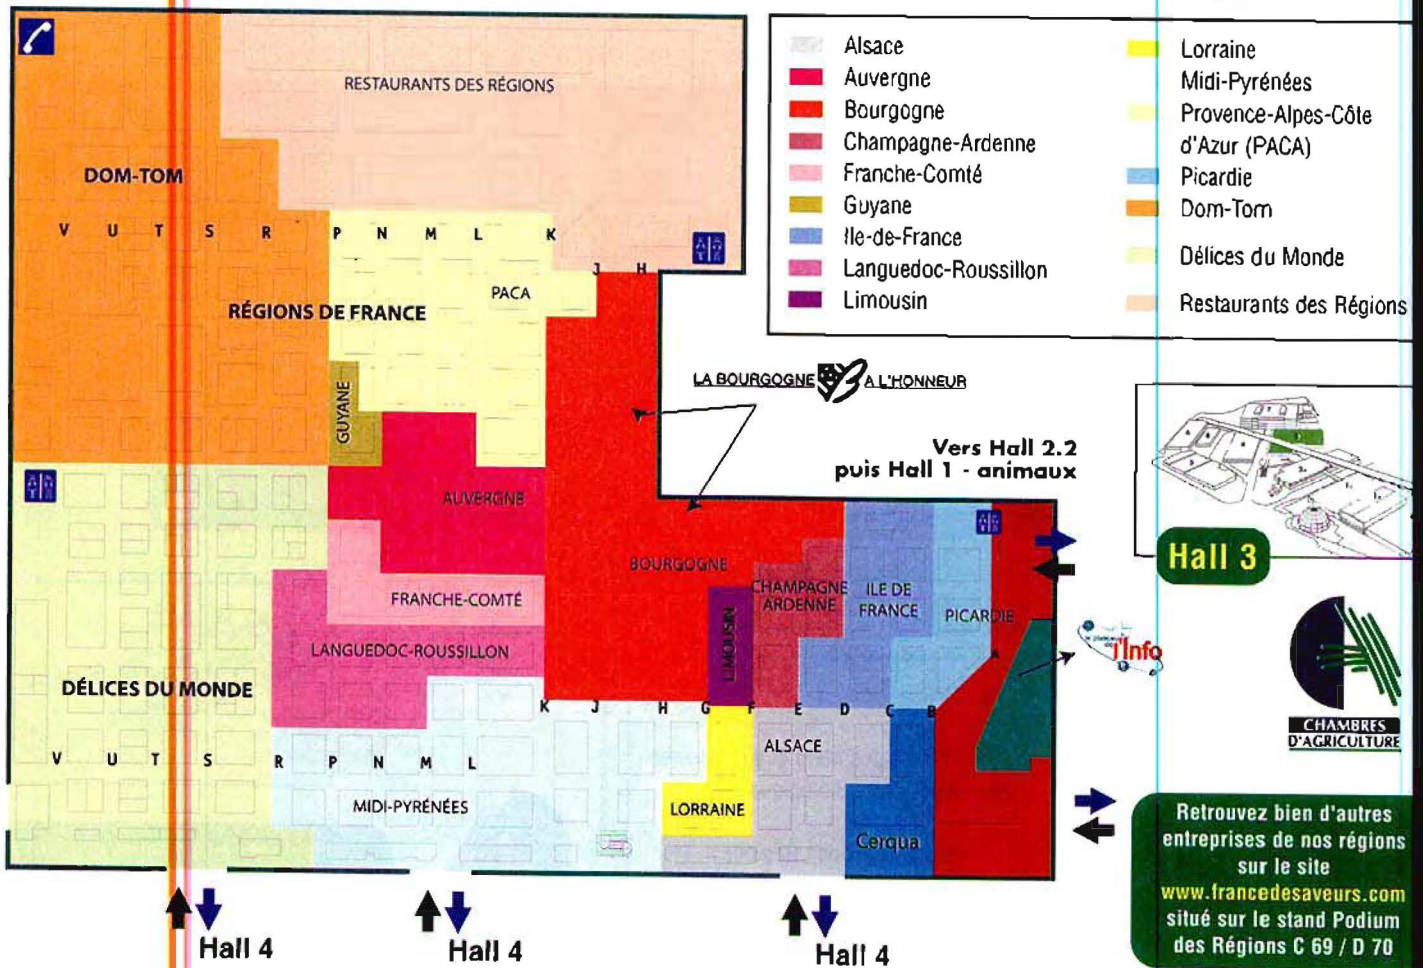 RESTAURANTS DES RÉGIONS
DOM-TOM
V U T S R P N M L K
J H
PACA
RÉGIONS DE FRANCE
GUYANE
AUVERGNE
BOURGOGNE
FRANCHE-COMTÉ
LANGUEDOC-ROUSSILLON
DÉLICES DU MONDE
LIMOUSIN
CHAMPAGNE
ARDENNE
ILE DE
FRANCE
PICARDIE
A
K J H G F E D C B
V U T S R P N M L
ALSACE
MIDI-PYRÉNÉES
LORRAINE
Cerqua
Hall 4
Hall 4
Hall 4
Alsace
Auvergne
Bourgogne
Champagne-Ardenne
Franche-Comté
Guyane
Ile-de-France
Languedoc-Roussillon
Limousin
Lorraine
Midi-Pyrénées
Provence-Alpes-Côte
d'Azur (PACA)
Picardie
Dom-Tom
Délices du Monde
Restaurants des Régions
LA BOURGOGNE A L'HONNEUR
Vers Hall 2.2
puis Hall 1 - animaux
Hall 3
l'Info
CHAMBRES
D'AGRICULTURE
Retrouvez bien d'autres
entreprises de nos régions
sur le site
www.francedesaveurs.com
situé sur le stand Podium
des Régions C 69 / D 70